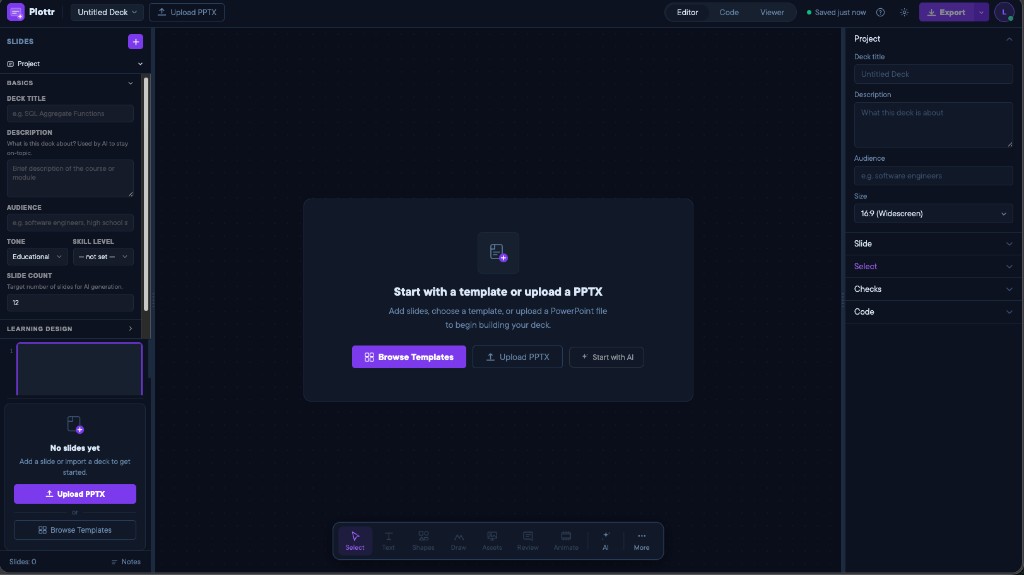 Plottr
Untitled Deck
Upload PPTX
Editor
Code
Viewer
Saved just now
Export
L
SLIDES
Project
BASICS
DECK TITLE
e.g. SQL Aggregate Functions
DESCRIPTION
What is this deck about? Used by AI to stay
on-topic.
Brief description of the course or
module
AUDIENCE
e.g. software engineers, high school s
TONE
SKILL LEVEL
Educational
— not set —
SLIDE COUNT
Target number of slides for AI generation.
12
LEARNING DESIGN
1
No slides yet
Add a slide or import a deck to get
started.
Upload PPTX
or
Browse Templates
Slides: 0
Notes
Start with a template or upload a PPTX
Add slides, choose a template, or upload a PowerPoint file
to begin building your deck.
Browse Templates
Upload PPTX
Start with AI
Select
Text
Shapes
Draw
Assets
Review
Animate
AI
More
Project
Deck title
Untitled Deck
Description
What this deck is about
Audience
e.g. software engineers
Size
16:9 (Widescreen)
Slide
Select
Checks
Code